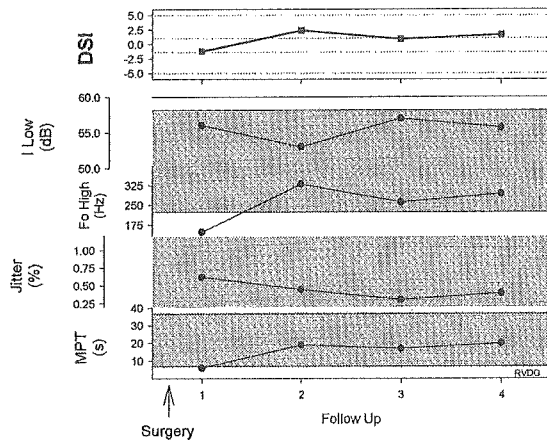 DSI
5.0
2.5
0.0
-2.5
-5.0
I Low
(dB)
60.0
55.0
50.0
Fo High
(Hz)
325
250
175
Jitter
(%)
1.00
0.75
0.50
0.25
MPT
(s)
40
30
20
10
RVDG
1 2 3 4
Follow Up
Surgery